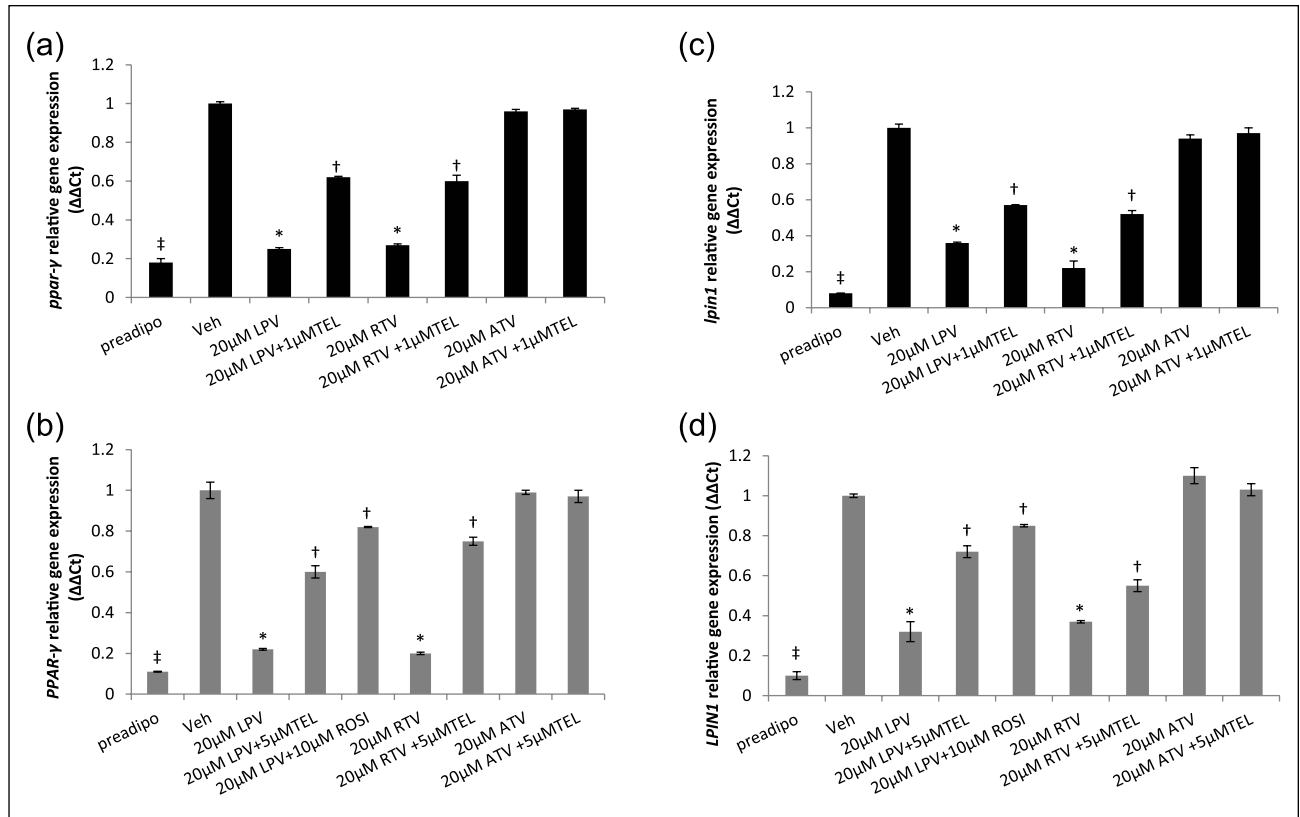 (a)
ppar-γ relative gene expression
(ΔΔCt)
1.2
1
0.8
0.6
0.4
0.2
0
‡
*
†
*
†
preadipo
Veh
20μM LPV
20μM LPV+1μMTEL
20μM RTV
20μM RTV +1μMTEL
20μM ATV
20μM ATV +1μMTEL
(c)
lpin1 relative gene expression
(ΔΔCt)
1.2
1
0.8
0.6
0.4
0.2
0
‡
*
†
*
†
preadipo
Veh
20μM LPV
20μM LPV+1μMTEL
20μM RTV
20μM RTV +1μMTEL
20μM ATV
20μM ATV +1μMTEL
(b)
PPAR-γ relative gene expression
(ΔΔCt)
1.2
1
0.8
0.6
0.4
0.2
0
‡
*
†
†
*
†
preadipo
Veh
20μM LPV
20μM LPV+5μMTEL
20μM LPV+10μM ROSI
20μM RTV
20μM RTV +5μMTEL
20μM ATV
20μM ATV +5μMTEL
(d)
LPIN1 relative gene expression (ΔΔCt)
1.2
1
0.8
0.6
0.4
0.2
0
‡
*
†
†
*
†
preadipo
Veh
20μM LPV
20μM LPV+5μMTEL
20μM LPV+10μM ROSI
20μM RTV
20μM RTV +5μMTEL
20μM ATV
20μM ATV +5μMTEL